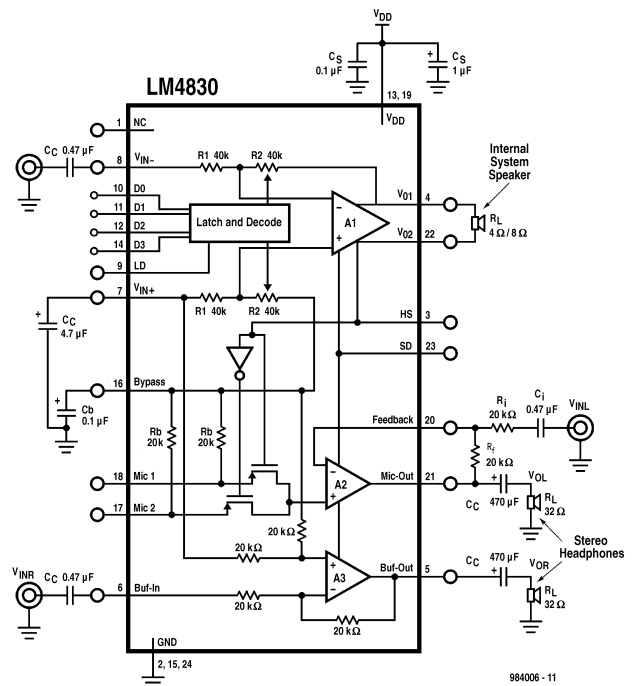 VDD
CS
0.1 µF
+
CS
1 µF
LM4830
13, 19
VDD
1 NC
CC 0.47 µF
8 VIN–
R1 40k
R2 40k
Internal
System
Speaker
10 D0
11 D1
12 D2
14 D3
Latch and Decode
–
A1
+
V01 4
V02 22
RL
4 Ω / 8 Ω
9 LD
7 VIN+
R1 40k
R2 40k
HS 3
SD 23
+
CC
4.7 µF
16 Bypass
+
Cb
0.1 µF
Rb
20k
Rb
20k
Feedback 20
Ri
20 kΩ
Ci
0.47 µF
VINL
Rf
20 kΩ
18 Mic 1
17 Mic 2
–
A2
+
Mic-Out 21
CC
+
470 µF
VOL
RL
32Ω
20 kΩ
20 kΩ
Stereo
Headphones
VINR
CC 0.47 µF
6 Buf-In
20 kΩ
+
A3
–
Buf-Out 5
CC
470 µF
+
VOR
RL
32Ω
20 kΩ
GND
2, 15, 24
984006 - 11